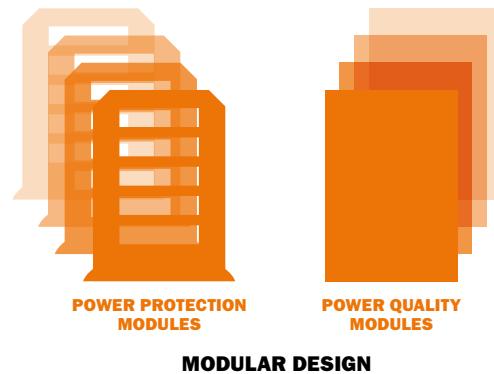 POWER PROTECTION
MODULES
POWER QUALITY
MODULES
MODULAR DESIGN